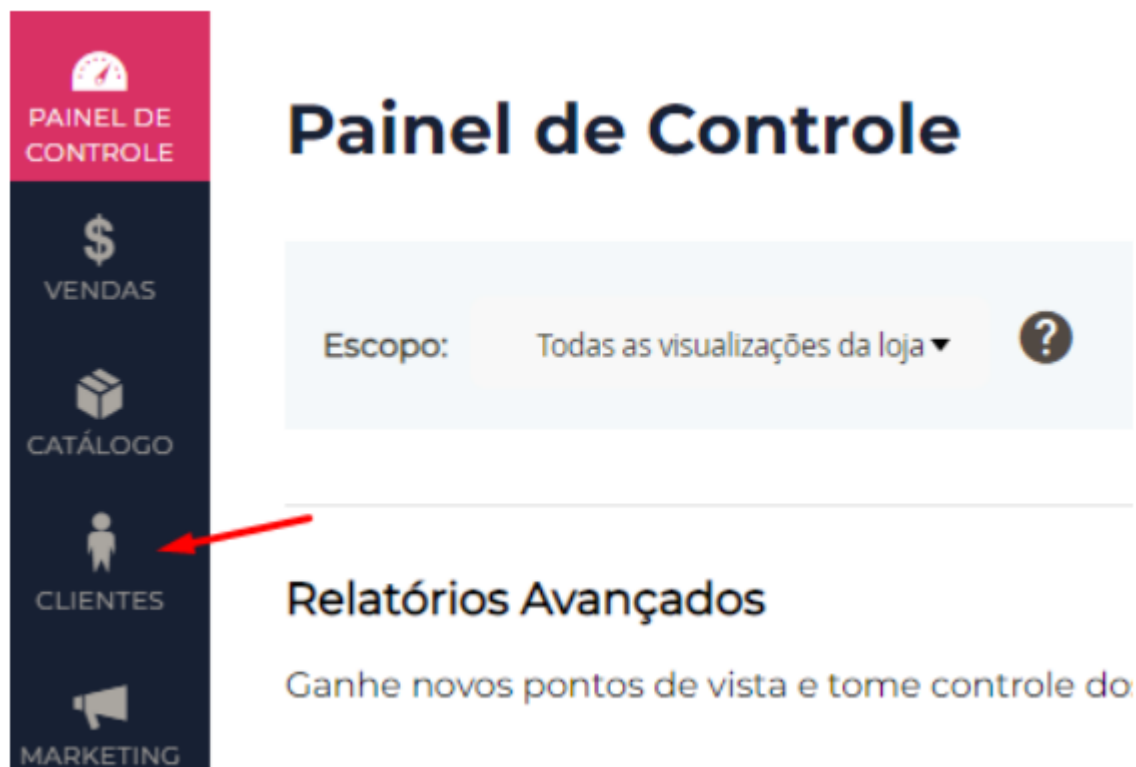 PAINEL DE
CONTROLE
VENDAS
CATÁLOGO
CLIENTES
MARKETING
Painel de Controle
Escopo: Todas as visualizações da loja
?
Relatórios Avançados
Ganhe novos pontos de vista e tome controle do